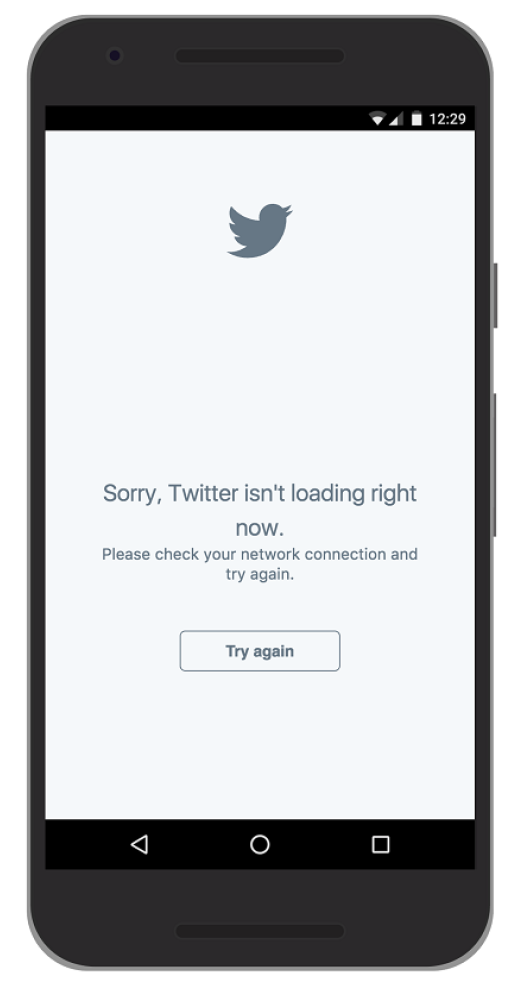 12:29
Sorry, Twitter isn't loading right
now.
Please check your network connection and
try again.
Try again